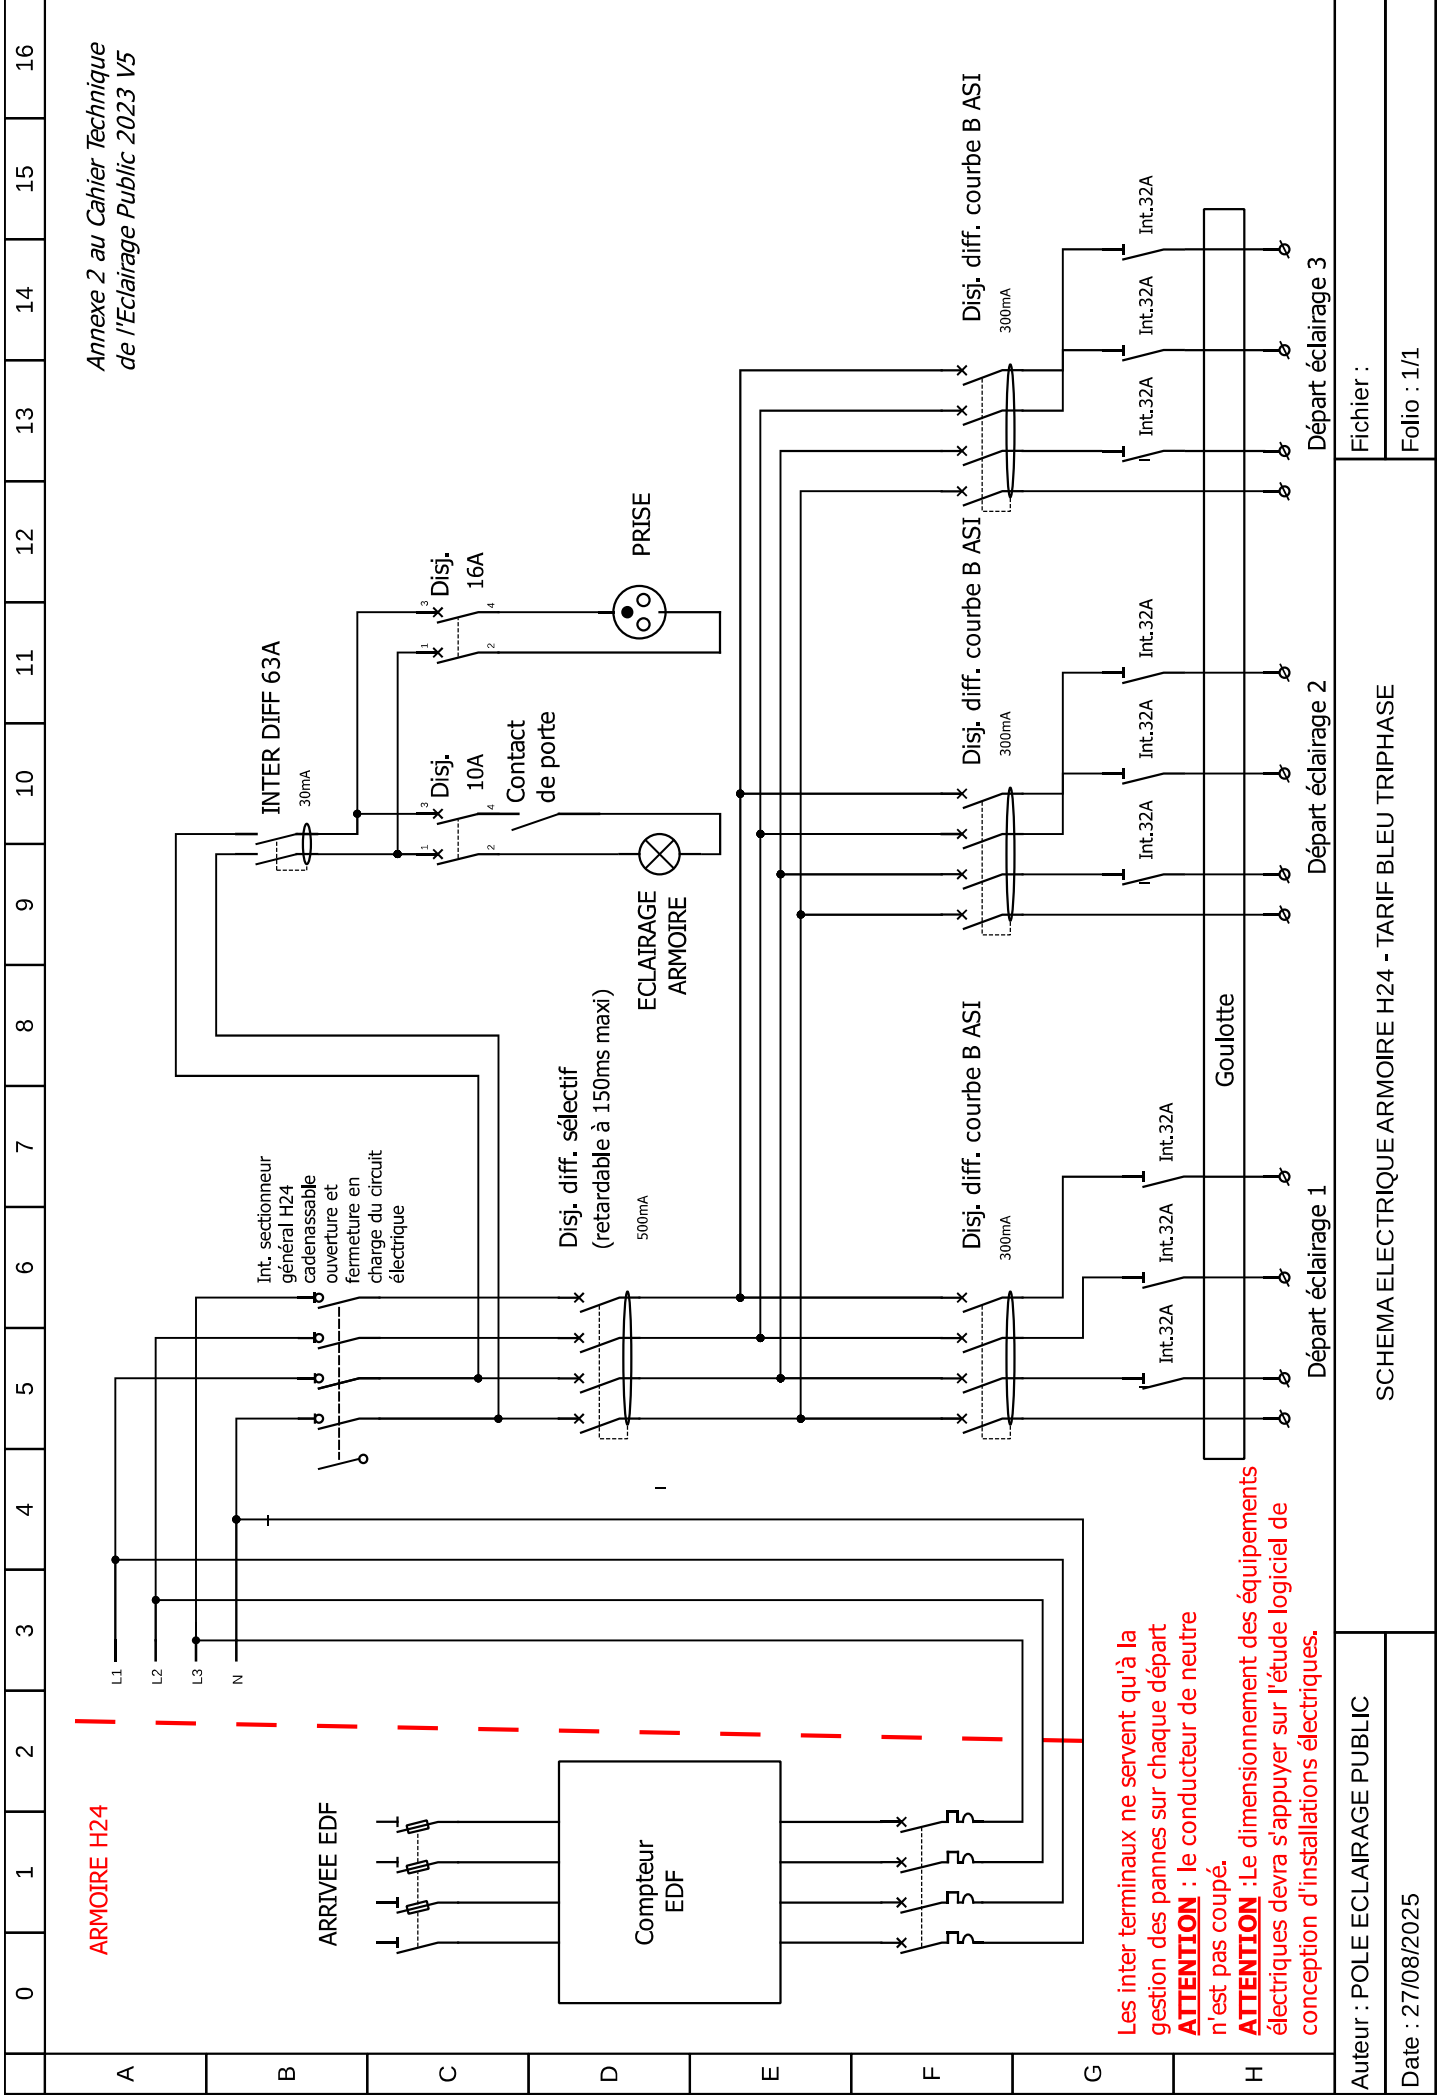 0 1 2 3 4 5 6 7 8 9 10 11 12 13 14 15 16
A
B
C
D
E
F
G
H
Annexe 2 au Cahier Technique
de l'Eclairage Public 2023 V5
ARMOIRE H24
L1
L2
L3
N
ARRIVEE EDF
Compteur
EDF
Int. sectionneur
général H24
cadenassable
ouverture et
fermeture en
charge du circuit
électrique
INTER DIFF 63A
30mA
Disj.
10A
1
3
2
4
Contact
de porte
Disj.
16A
1
3
2
4
ECLAIRAGE
ARMOIRE
PRISE
Disj. diff. sélectif
(retardable à 150ms maxi)
500mA
Disj. diff. courbe B ASI
300mA
Disj. diff. courbe B ASI
300mA
Disj. diff. courbe B ASI
300mA
Int.32A
Int.32A
Int.32A
Int.32A
Int.32A
Int.32A
Int.32A
Int.32A
Int.32A
Goulotte
Départ éclairage 1
Départ éclairage 2
Départ éclairage 3
Les inter terminaux ne servent qu'à la
gestion des pannes sur chaque départ
ATTENTION : le conducteur de neutre
n'est pas coupé.
ATTENTION :Le dimensionnement des équipements
électriques devra s'appuyer sur l'étude logiciel de
conception d'installations électriques.
Auteur : POLE ECLAIRAGE PUBLIC
Date : 27/08/2025
SCHEMA ELECTRIQUE ARMOIRE H24 - TARIF BLEU TRIPHASE
Fichier :
Folio : 1/1